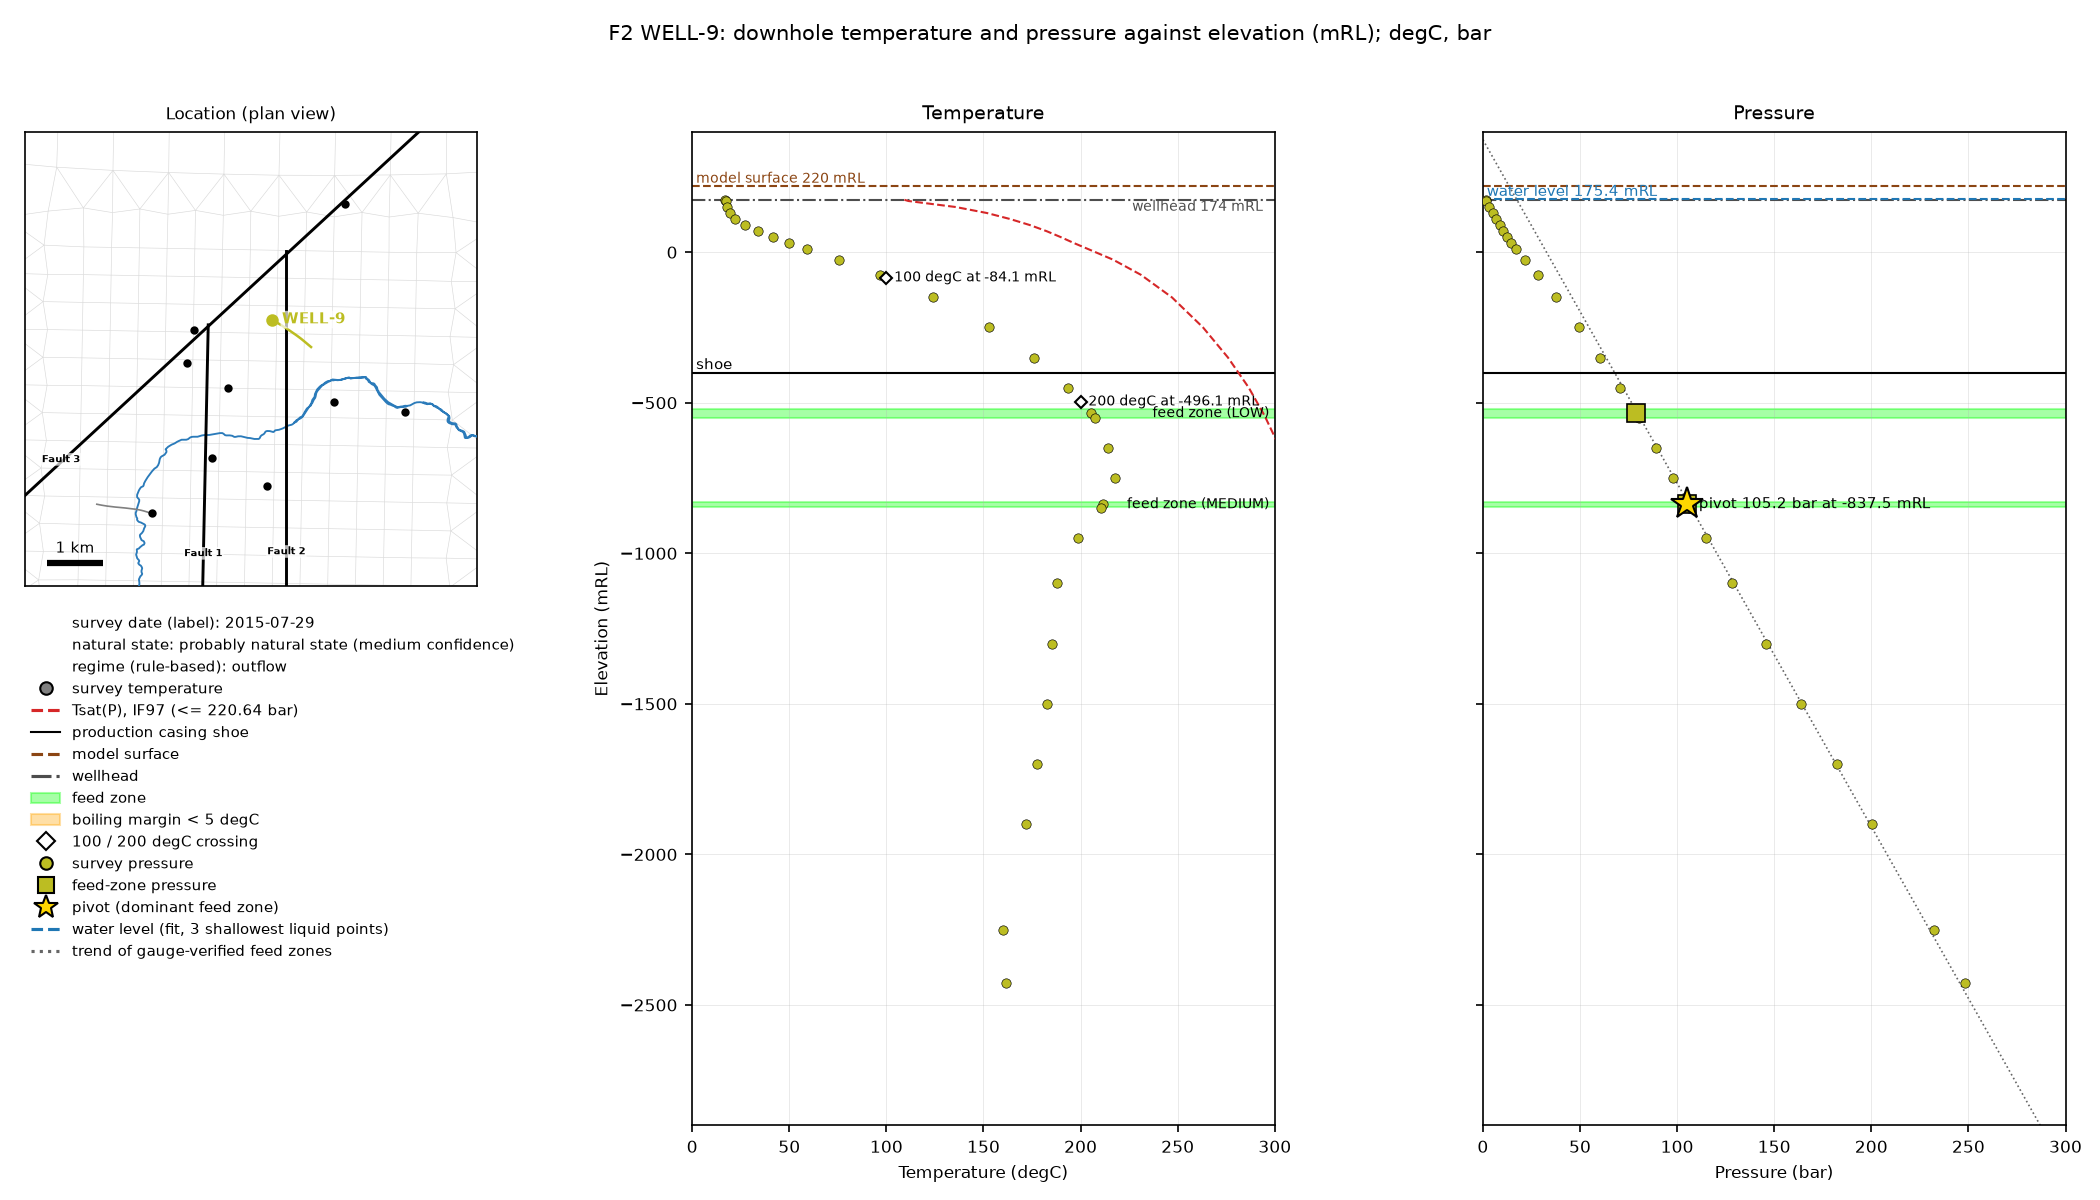 F2 WELL-9: downhole temperature and pressure against elevation (mRL); degC, bar
Location (plan view)
WELL-9
Fault 3
Fault 1
Fault 2
1 km
survey date (label): 2015-07-29
natural state: probably natural state (medium confidence)
regime (rule-based): outflow
survey temperature
Tsat(P), IF97 (<= 220.64 bar)
production casing shoe
model surface
wellhead
feed zone
boiling margin < 5 degC
100 / 200 degC crossing
survey pressure
feed-zone pressure
pivot (dominant feed zone)
water level (fit, 3 shallowest liquid points)
trend of gauge-verified feed zones
Temperature
model surface 220 mRL
wellhead 174 mRL
100 degC at -84.1 mRL
shoe
200 degC at -496.1 mRL
feed zone (LOW)
feed zone (MEDIUM)
0
−500
−1000
−1500
−2000
−2500
Elevation (mRL)
0 50 100 150 200 250 300
Temperature (degC)
Pressure
water level 175.4 mRL
pivot 105.2 bar at -837.5 mRL
0 50 100 150 200 250 300
Pressure (bar)